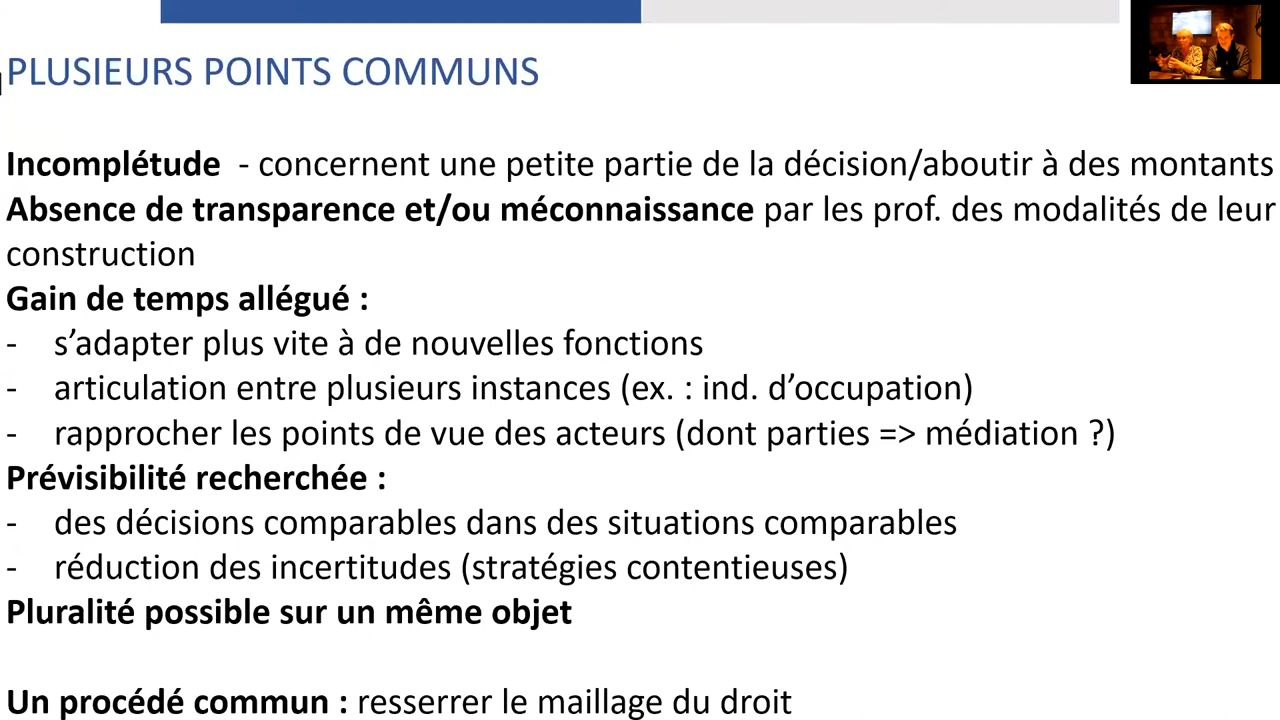 PLUSIEURS POINTS COMMUNS
Incomplétude - concernent une petite partie de la décision/aboutir à des montants
Absence de transparence et/ou méconnaissance par les prof. des modalités de leur
construction
Gain de temps allégué :
- s’adapter plus vite à de nouvelles fonctions
- articulation entre plusieurs instances (ex. : ind. d’occupation)
- rapprocher les points de vue des acteurs (dont parties => médiation ?)
Prévisibilité recherchée :
- des décisions comparables dans des situations comparables
- réduction des incertitudes (stratégies contentieuses)
Pluralité possible sur un même objet
Un procédé commun : resserrer le maillage du droit